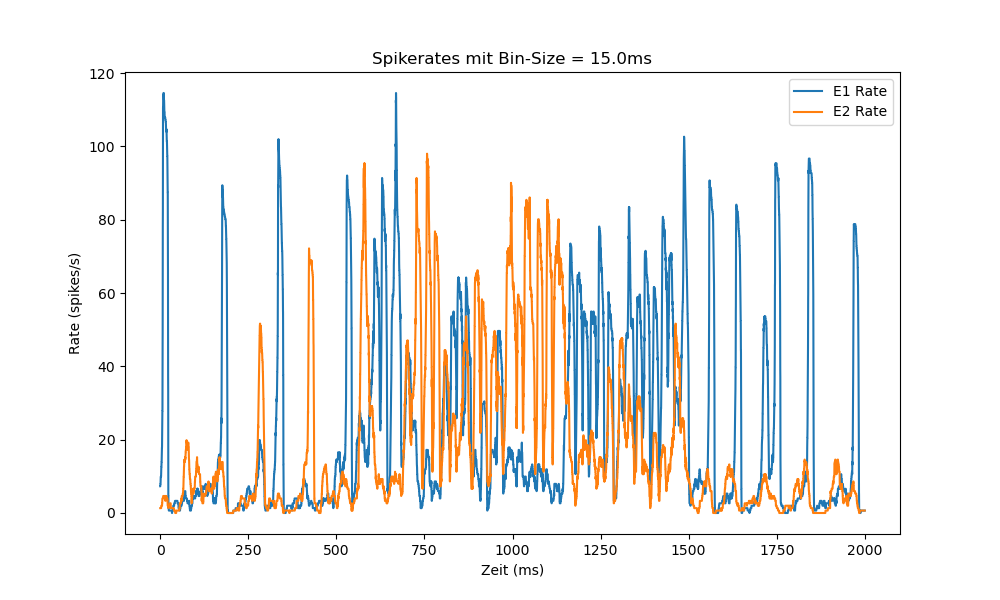 Spikerates mit Bin-Size = 15.0ms
E1 Rate
E2 Rate
Rate (spikes/s)
120
100
80
60
40
20
0
0 250 500 750 1000 1250 1500 1750 2000
Zeit (ms)